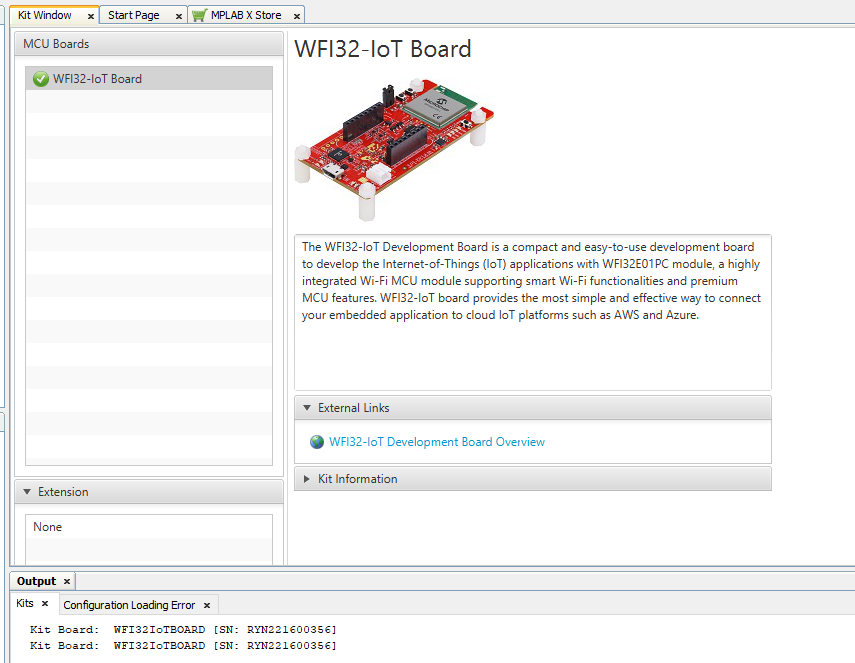 Kit Window
Start Page
MPLAB X Store
MCU Boards
WFI32-IoT Board
Extension
None
WFI32-IoT Board
MICROCHIP
The WFI32-IoT Development Board is a compact and easy-to-use development board
to develop the Internet-of-Things (IoT) applications with WFI32E01PC module, a highly
integrated Wi-Fi MCU module supporting smart Wi-Fi functionalities and premium
MCU features. WFI32-IoT board provides the most simple and effective way to connect
your embedded application to cloud IoT platforms such as AWS and Azure.
External Links
WFI32-IoT Development Board Overview
Kit Information
Output
Kits
Configuration Loading Error
Kit Board: WFI32IoTBOARD [SN: RYN221600356]
Kit Board: WFI32IoTBOARD [SN: RYN221600356]